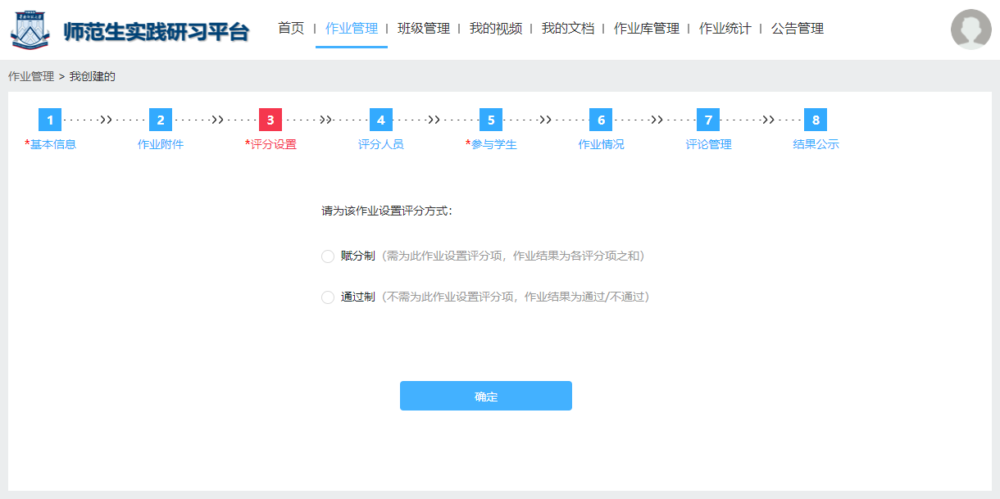 师范生实践研习平台
首页 | 作业管理 | 班级管理 | 我的视频 | 我的文档 | 作业库管理 | 作业统计 | 公告管理
作业管理 > 我创建的
1 2 3 4 5 6 7 8
*基本信息 作业附件 *评分设置 评分人员 *参与学生 作业情况 评论管理 结果公示
请为该作业设置评分方式：
赋分制（需为此作业设置评分项，作业结果为各评分项之和）
通过制（不需为此作业设置评分项，作业结果为通过/不通过）
确定